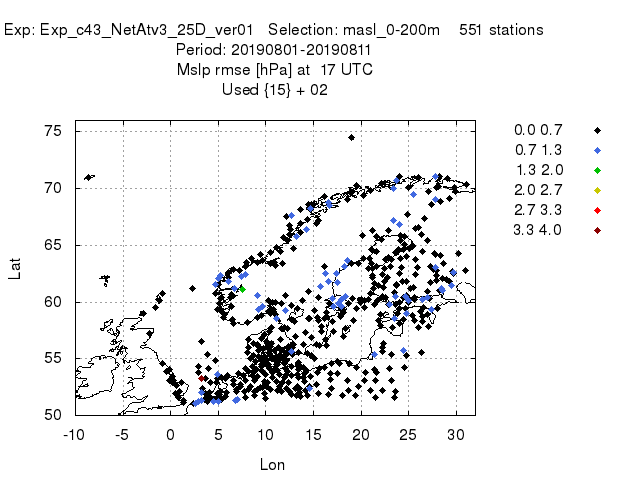 Exp: Exp_c43_NetAtv3_25D_ver01 Selection: masl_0-200m 551 stations
Period: 20190801-20190811
Mslp rmse [hPa] at 17 UTC
Used {15} + 02
75
70
65
60
55
50
-10 -5 0 5 10 15 20 25 30
Lat
Lon
0.0 0.7
0.7 1.3
1.3 2.0
2.0 2.7
2.7 3.3
3.3 4.0